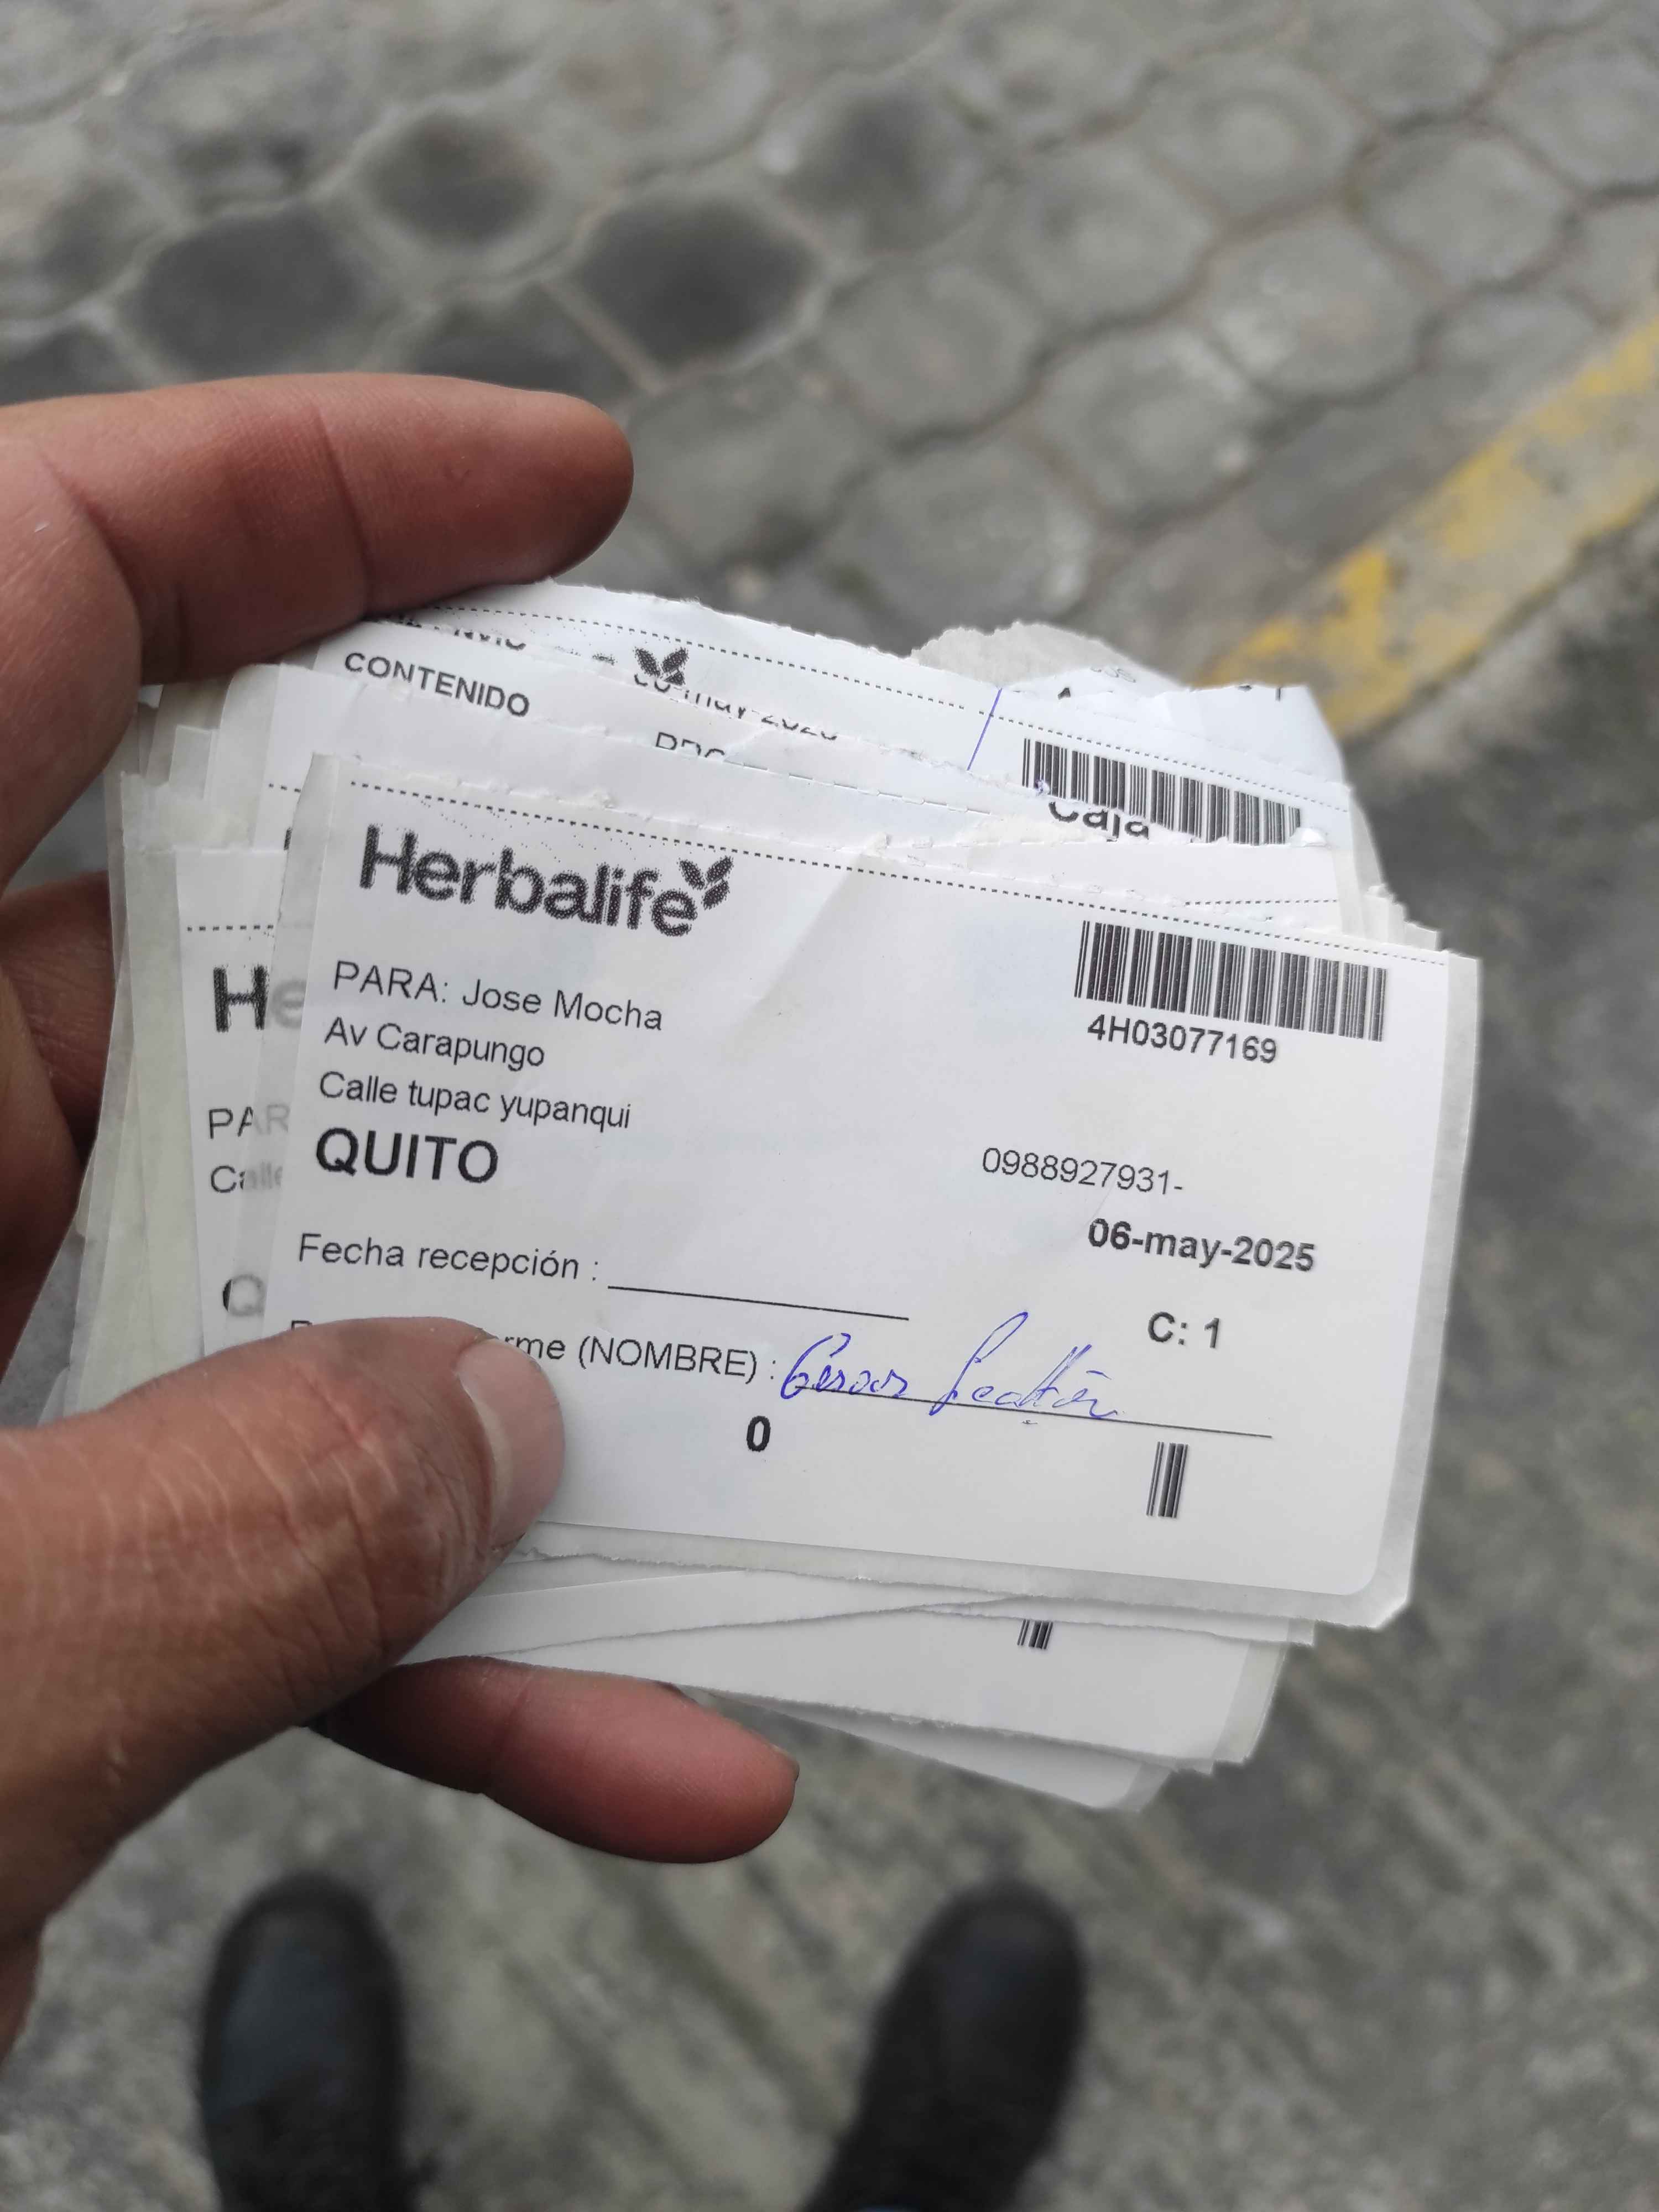 CONTENIDO
Caja
Herbalife
4H03077169
PARA: Jose Mocha
Av Carapungo
Calle tupac yupanqui
QUITO
0988927931-
06-may-2025
Fecha recepción :
C: 1
(NOMBRE) :
0